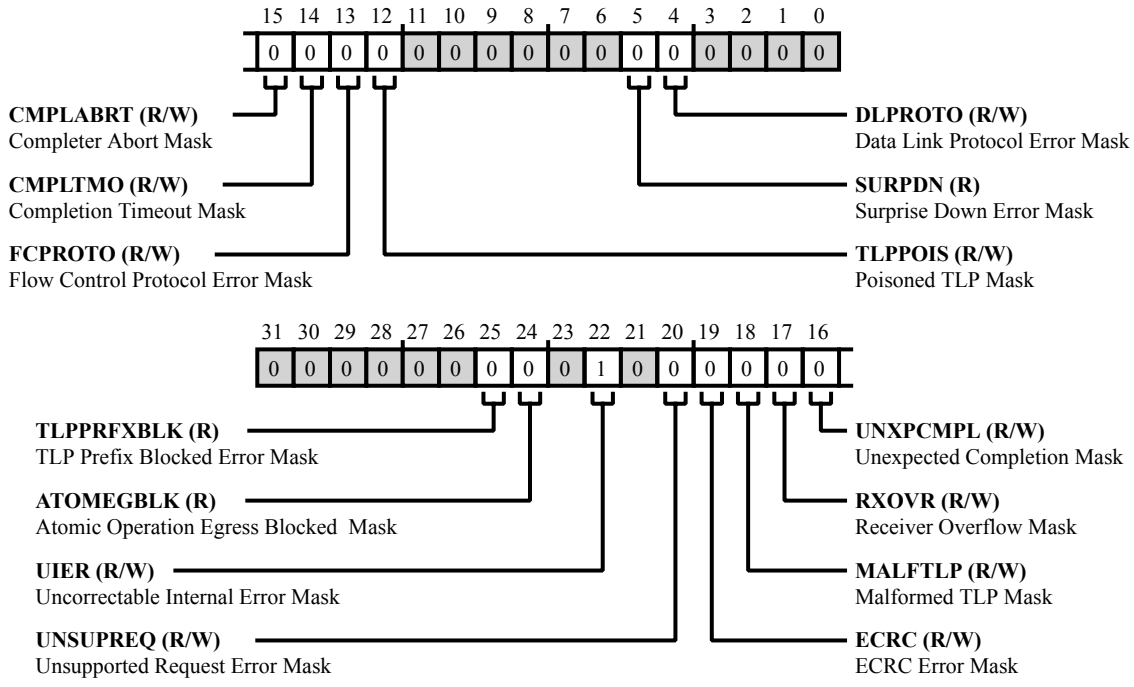 15 14 13 12 11 10 9 8 7 6 5 4 3 2 1 0
0 0 0 0 0 0 0 0 0 0 0 0 0 0 0 0
CMPLABRT (R/W)
Completer Abort Mask
CMPLTMO (R/W)
Completion Timeout Mask
FCPROTO (R/W)
Flow Control Protocol Error Mask
DLPROTO (R/W)
Data Link Protocol Error Mask
SURPDN (R)
Surprise Down Error Mask
TLPPOIS (R/W)
Poisoned TLP Mask
31 30 29 28 27 26 25 24 23 22 21 20 19 18 17 16
0 0 0 0 0 0 0 0 0 1 0 0 0 0 0 0
TLPPRFXBLK (R)
TLP Prefix Blocked Error Mask
ATOMEGBLK (R)
Atomic Operation Egress Blocked Mask
UIER (R/W)
Uncorrectable Internal Error Mask
UNSUPREQ (R/W)
Unsupported Request Error Mask
UNXPCMPL (R/W)
Unexpected Completion Mask
RXOVR (R/W)
Receiver Overflow Mask
MALFTLP (R/W)
Malformed TLP Mask
ECRC (R/W)
ECRC Error Mask